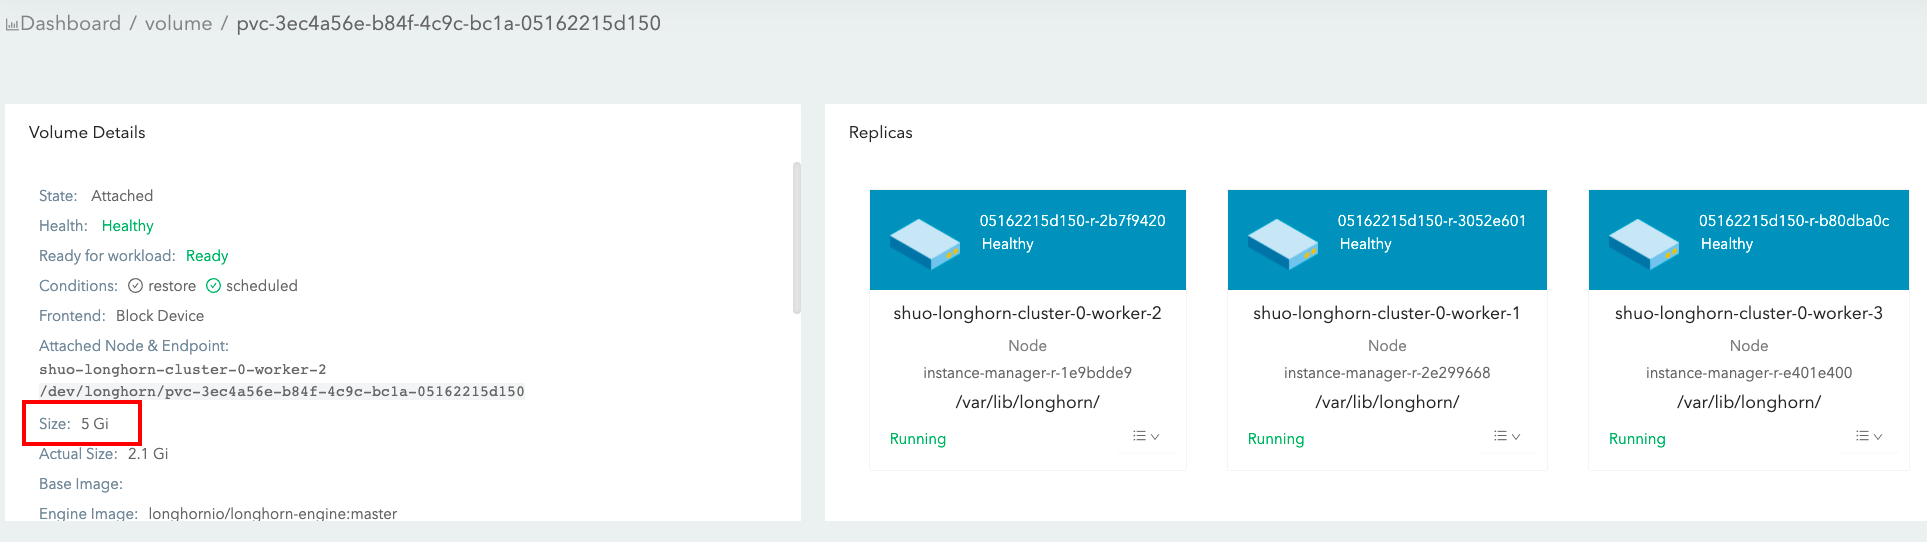 Dashboard / volume / pvc-3ec4a56e-b84f-4c9c-bc1a-05162215d150
Volume Details
State: Attached
Health: Healthy
Ready for workload: Ready
Conditions: restore scheduled
Frontend: Block Device
Attached Node & Endpoint:
shuo-longhorn-cluster-0-worker-2
/dev/longhorn/pvc-3ec4a56e-b84f-4c9c-bc1a-05162215d150
Size: 5 Gi
Actual Size: 2.1 Gi
Base Image:
Engine Image: longhornio/longhorn-engine:master
Replicas
05162215d150-r-2b7f9420
Healthy
shuo-longhorn-cluster-0-worker-2
Node
instance-manager-r-1e9bdde9
/var/lib/longhorn/
Running
05162215d150-r-3052e601
Healthy
shuo-longhorn-cluster-0-worker-1
Node
instance-manager-r-2e299668
/var/lib/longhorn/
Running
05162215d150-r-b80dba0c
Healthy
shuo-longhorn-cluster-0-worker-3
Node
instance-manager-r-e401e400
/var/lib/longhorn/
Running